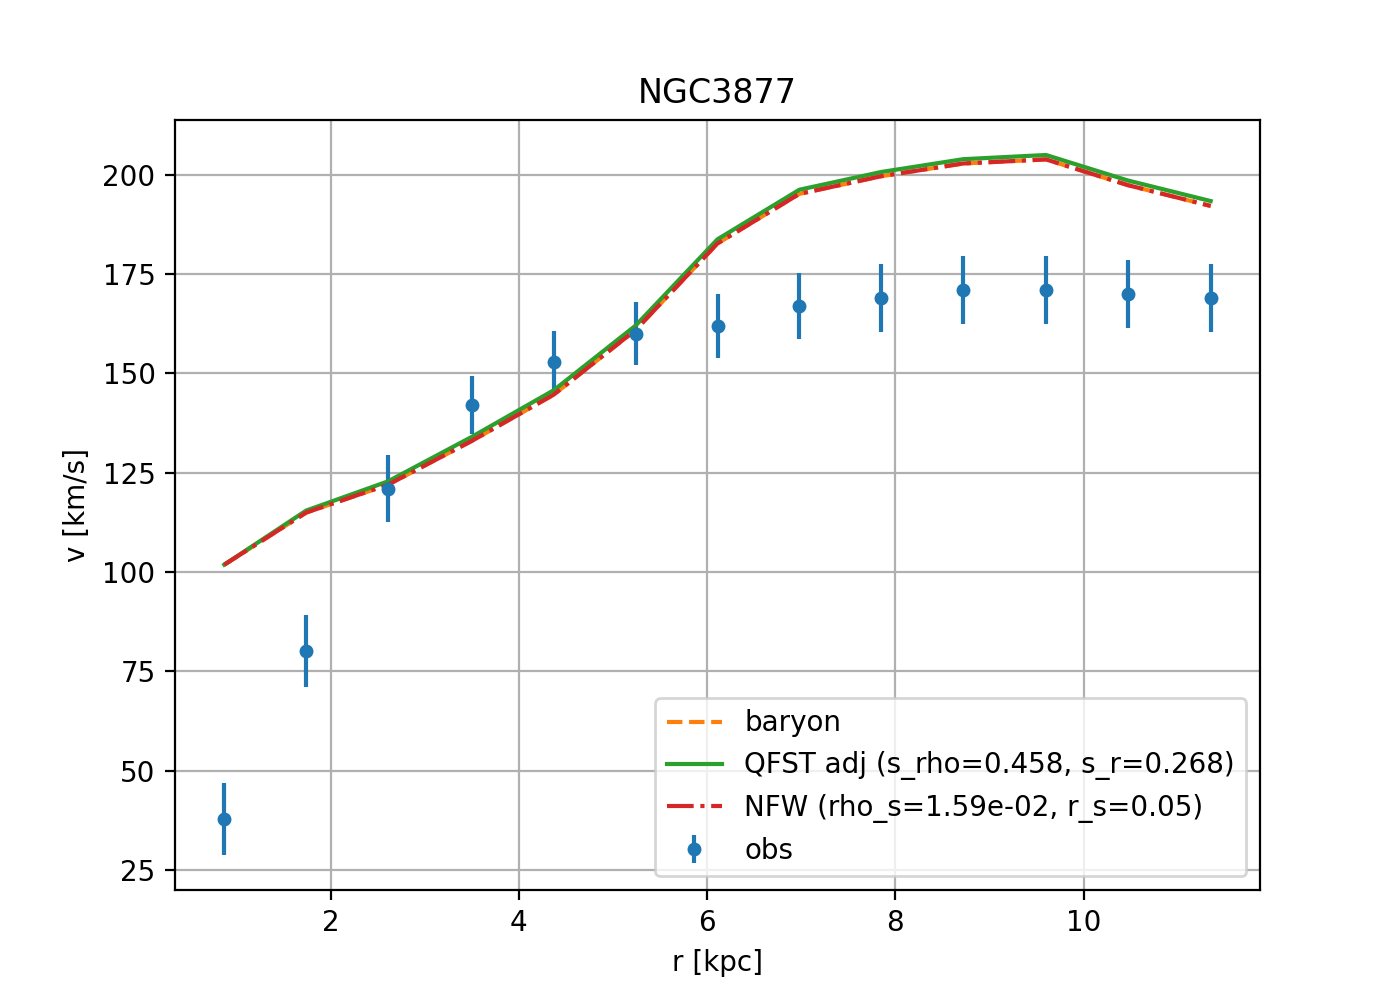 NGC3877
200
175
150
125
100
75
50
25
v [km/s]
baryon
QFST adj (s_rho=0.458, s_r=0.268)
NFW (rho_s=1.59e-02, r_s=0.05)
obs
2 4 6 8 10
r [kpc]